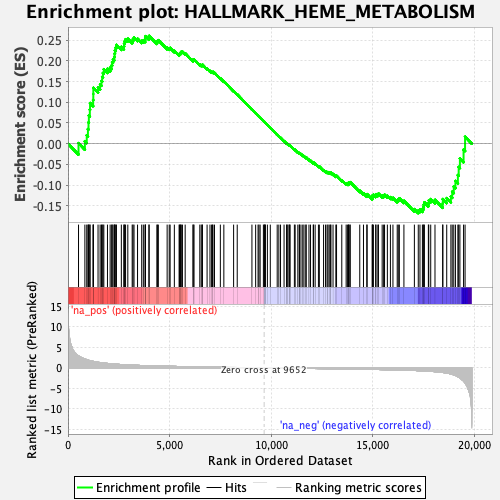 Enrichment plot: HALLMARK_HEME_METABOLISM
Enrichment score (ES)
0.25
0.20
0.15
0.10
0.05
0.00
-0.05
-0.10
-0.15
'na_pos' (positively correlated)
Ranked list metric (PreRanked)
15
10
5
0
-5
-10
-15
Zero cross at 9652
'na_neg' (negatively correlated)
0
5,000
10,000
15,000
20,000
Rank in Ordered Dataset
Enrichment profile
Hits
Ranking metric scores